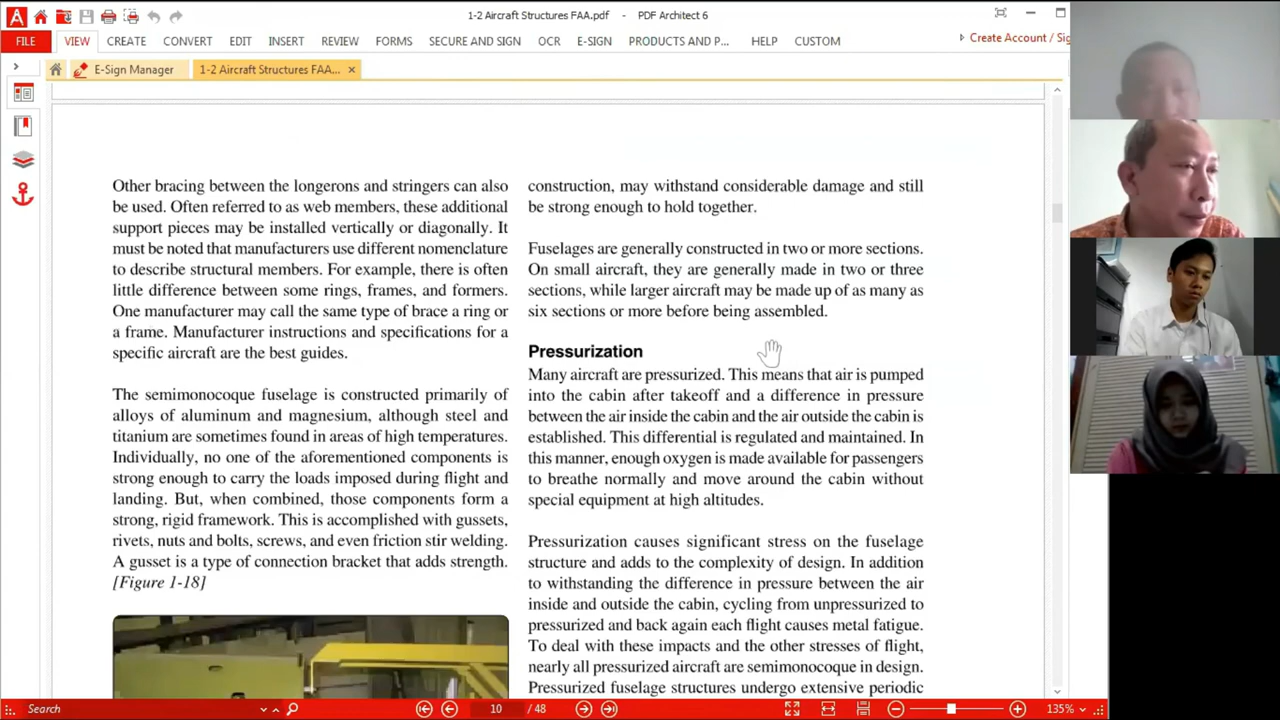 1-2 Aircraft Structures FAA.pdf - PDF Architect 6
FILE VIEW CREATE CONVERT EDIT INSERT REVIEW FORMS SECURE AND SIGN OCR E-SIGN PRODUCTS AND P... HELP CUSTOM Create Account / Sig
E-Sign Manager 1-2 Aircraft Structures FAA... ×
Other bracing between the longerons and stringers can also
be used. Often referred to as web members, these additional
support pieces may be installed vertically or diagonally. It
must be noted that manufacturers use different nomenclature
to describe structural members. For example, there is often
little difference between some rings, frames, and formers.
One manufacturer may call the same type of brace a ring or
a frame. Manufacturer instructions and specifications for a
specific aircraft are the best guides.
The semimonocoque fuselage is constructed primarily of
alloys of aluminum and magnesium, although steel and
titanium are sometimes found in areas of high temperatures.
Individually, no one of the aforementioned components is
strong enough to carry the loads imposed during flight and
landing. But, when combined, those components form a
strong, rigid framework. This is accomplished with gussets,
rivets, nuts and bolts, screws, and even friction stir welding.
A gusset is a type of connection bracket that adds strength.
[Figure 1-18]
construction, may withstand considerable damage and still
be strong enough to hold together.
Fuselages are generally constructed in two or more sections.
On small aircraft, they are generally made in two or three
sections, while larger aircraft may be made up of as many as
six sections or more before being assembled.
Pressurization
Many aircraft are pressurized. This means that air is pumped
into the cabin after takeoff and a difference in pressure
between the air inside the cabin and the air outside the cabin is
established. This differential is regulated and maintained. In
this manner, enough oxygen is made available for passengers
to breathe normally and move around the cabin without
special equipment at high altitudes.
Pressurization causes significant stress on the fuselage
structure and adds to the complexity of design. In addition
to withstanding the difference in pressure between the air
inside and outside the cabin, cycling from unpressurized to
pressurized and back again each flight causes metal fatigue.
To deal with these impacts and the other stresses of flight,
nearly all pressurized aircraft are semimonocoque in design.
Pressurized fuselage structures undergo extensive periodic
Search 10 / 48 135%